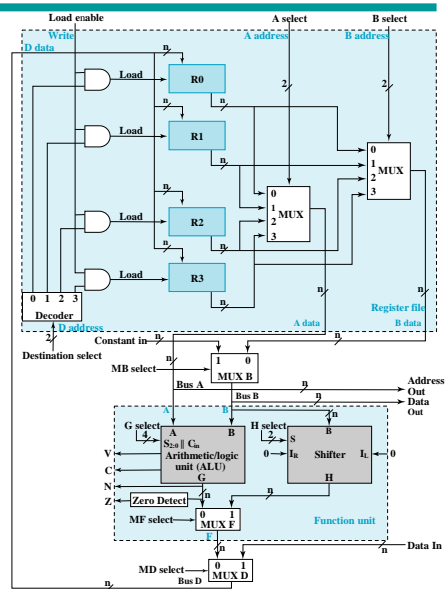 Load enable A select B select
Write A address B address
D data n
Load R0 n 2 2
n n
Load R1 n 0 1 2 3 MUX
n 0 1 2 3 MUX
Load R2 n
n
Load R3 n
0 1 2 3 n n
Decoder Register file
D address A data B data
2 n n
Destination select Constant in
n 1 0
MB select MUX B
Bus A n Address Out
Bus B n Data Out
A B n
G select A B H select B
4 S2:0 || Cin 2 S
V Arithmetic/logic unit (ALU) 0 IR Shifter IL 0
C G H
N n n
Z Zero Detect 0 1
MF select MUX F Function unit
F n n Data In
MD select 0 1
n Bus D MUX D